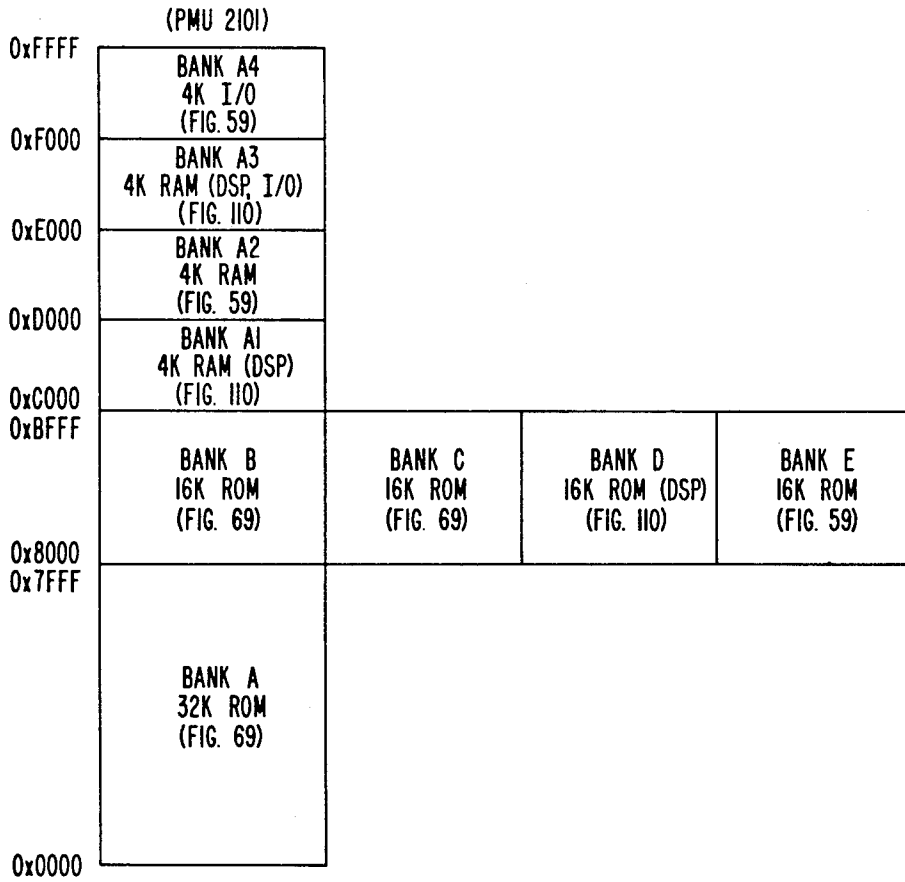 (PMU 2101)
0xFFFF
BANK A4
4K I/O
(FIG. 59)
0xF000
BANK A3
4K RAM (DSP, I/O)
(FIG. 110)
0xE000
BANK A2
4K RAM
(FIG. 59)
0xD000
BANK A1
4K RAM (DSP)
(FIG. 110)
0xC000
0xBFFF
BANK B
16K ROM
(FIG. 69)
BANK C
16K ROM
(FIG. 69)
BANK D
16K ROM (DSP)
(FIG. 110)
BANK E
16K ROM
(FIG. 59)
0x8000
0x7FFF
BANK A
32K ROM
(FIG. 69)
0x0000